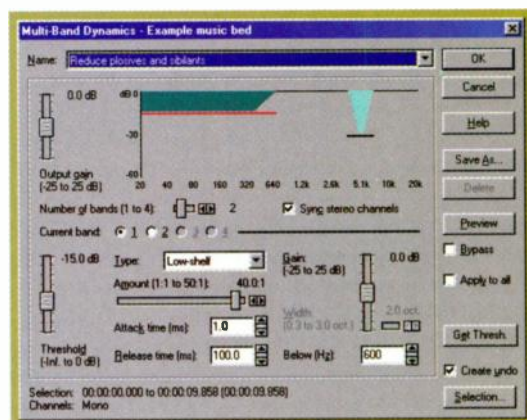 Multi-Band Dynamics - Example music bed
Name: Reduce plosives and sibilants
OK
Cancel
Help
Save As...
Delete
Preview
Bypass
Apply to all
Get Thresh.
Create undo
Selection...
0.0 dB
Output gain
(-25 to 25 dB)
dB 0
-30
-60
20 40 80 160 320 640 1.2k 2.6k 5.1k 10k 20k
Number of bands (1 to 4): 2
Sync stereo channels
Current band: 1 2 3 4
-15.0 dB
Threshold
(-Inf. to 0 dB)
Type: Low-shelf
Amount (1:1 to 50:1): 40.0:1
Attack time (ms): 1.0
Release time (ms): 100.0
Gain: 0.0 dB
(-25 to 25 dB)
Width: 2.0 oct.
(0.3 to 3.0 oct.)
Below (Hz): 600
Selection: 00:00:00.000 to 00:00:09.858 (00:00:09.858)
Channels: Mono